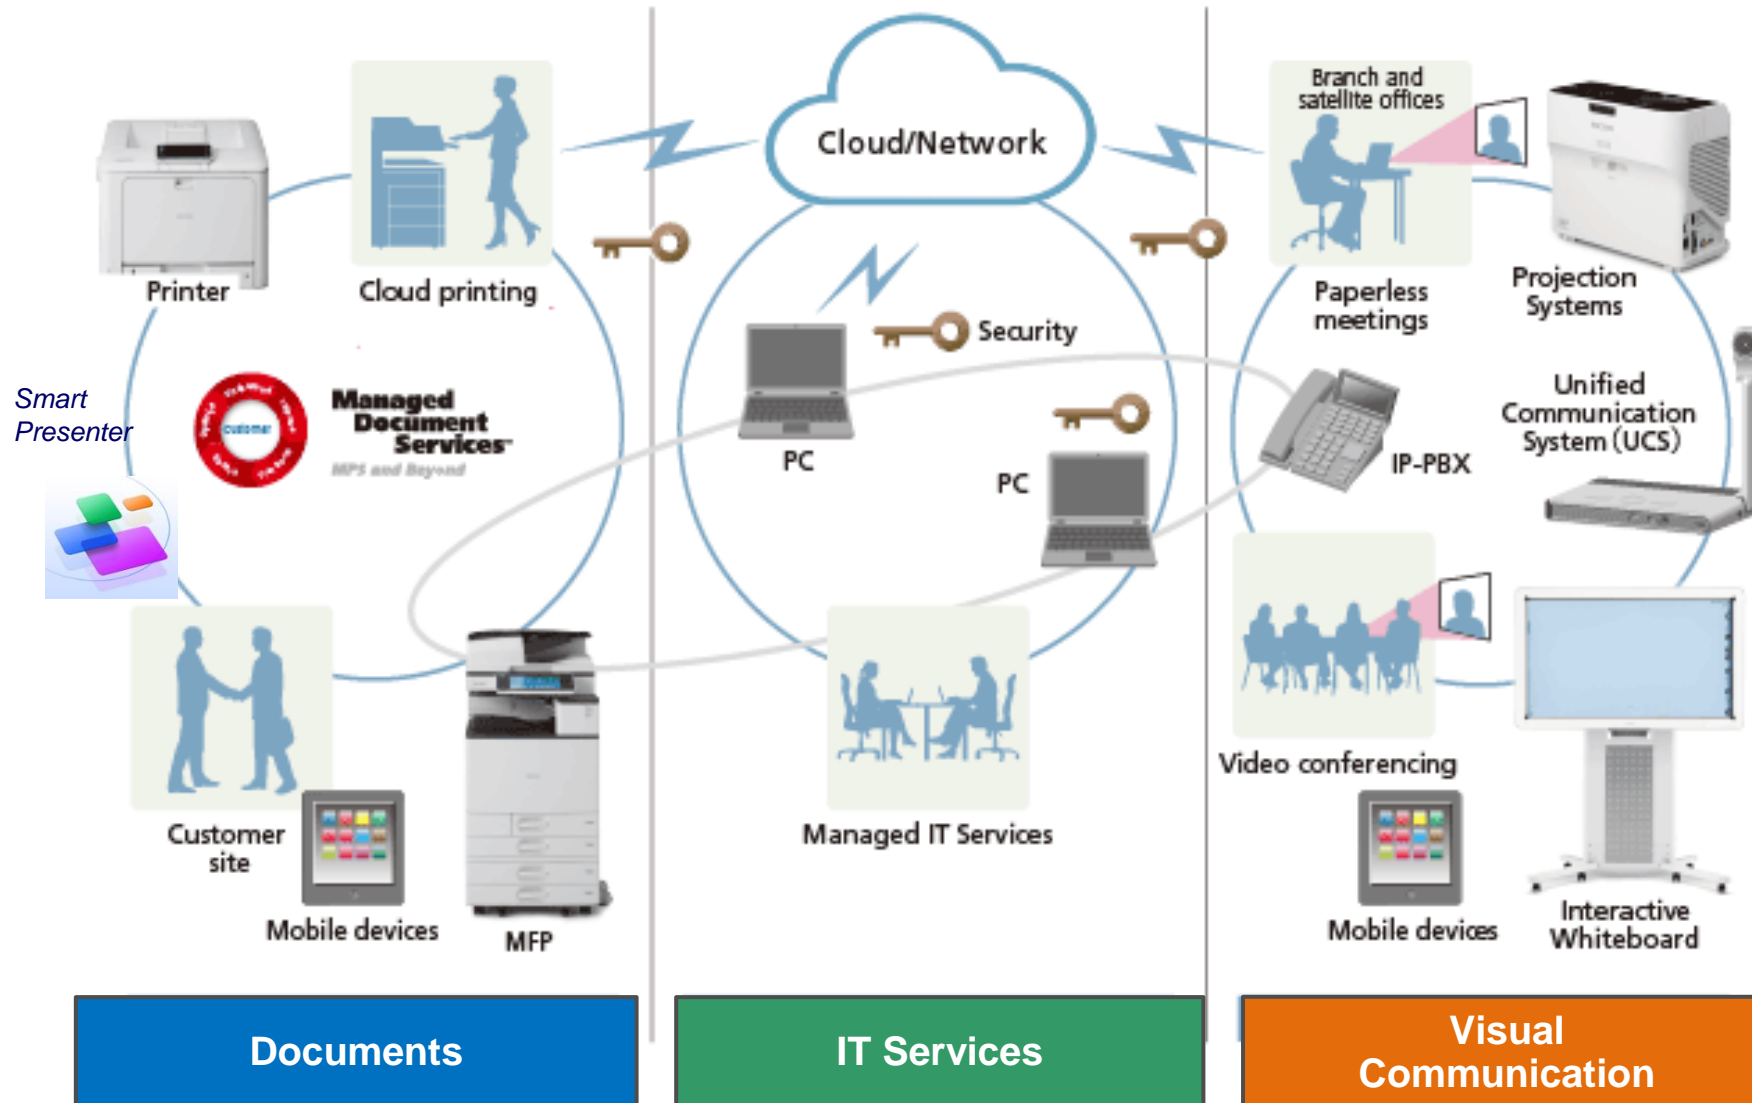 Branch and
satellite offices
Cloud/Network
Printer
Cloud printing
Paperless
meetings
Projection
Systems
Security
Smart
Presenter
customer
Managed
Document
Services™
MPS and Beyond
PC
PC
IP-PBX
Unified
Communication
System (UCS)
Customer
site
Mobile devices
MFP
Managed IT Services
Video conferencing
Mobile devices
Interactive
Whiteboard
Documents
IT Services
Visual
Communication